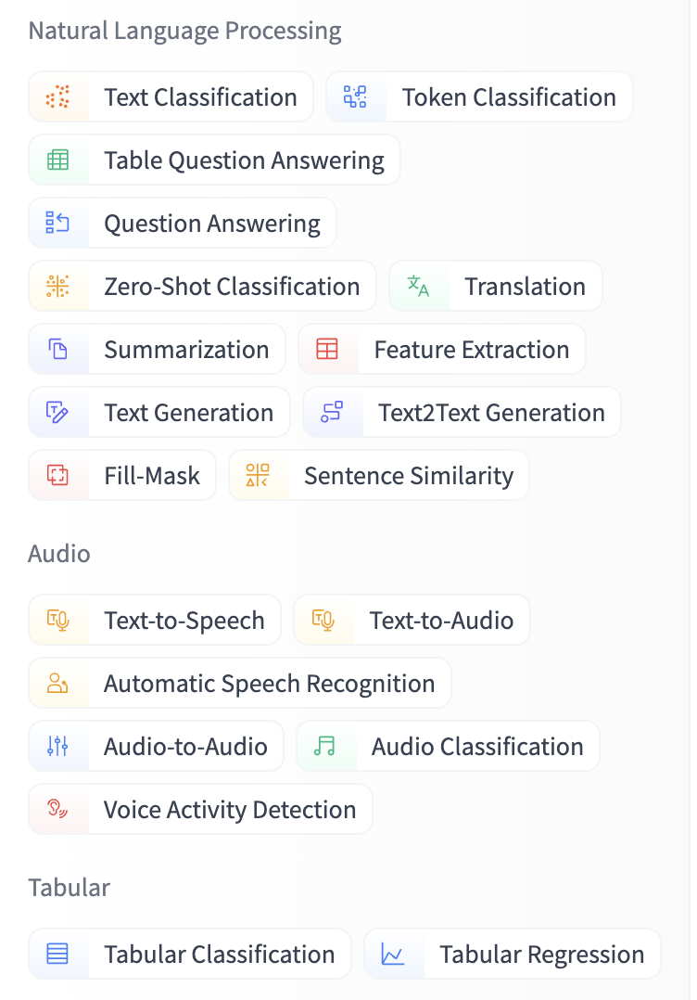 Natural Language Processing
Text Classification
Token Classification
Table Question Answering
Question Answering
Zero-Shot Classification
Translation
Summarization
Feature Extraction
Text Generation
Text2Text Generation
Fill-Mask
Sentence Similarity
Audio
Text-to-Speech
Text-to-Audio
Automatic Speech Recognition
Audio-to-Audio
Audio Classification
Voice Activity Detection
Tabular
Tabular Classification
Tabular Regression